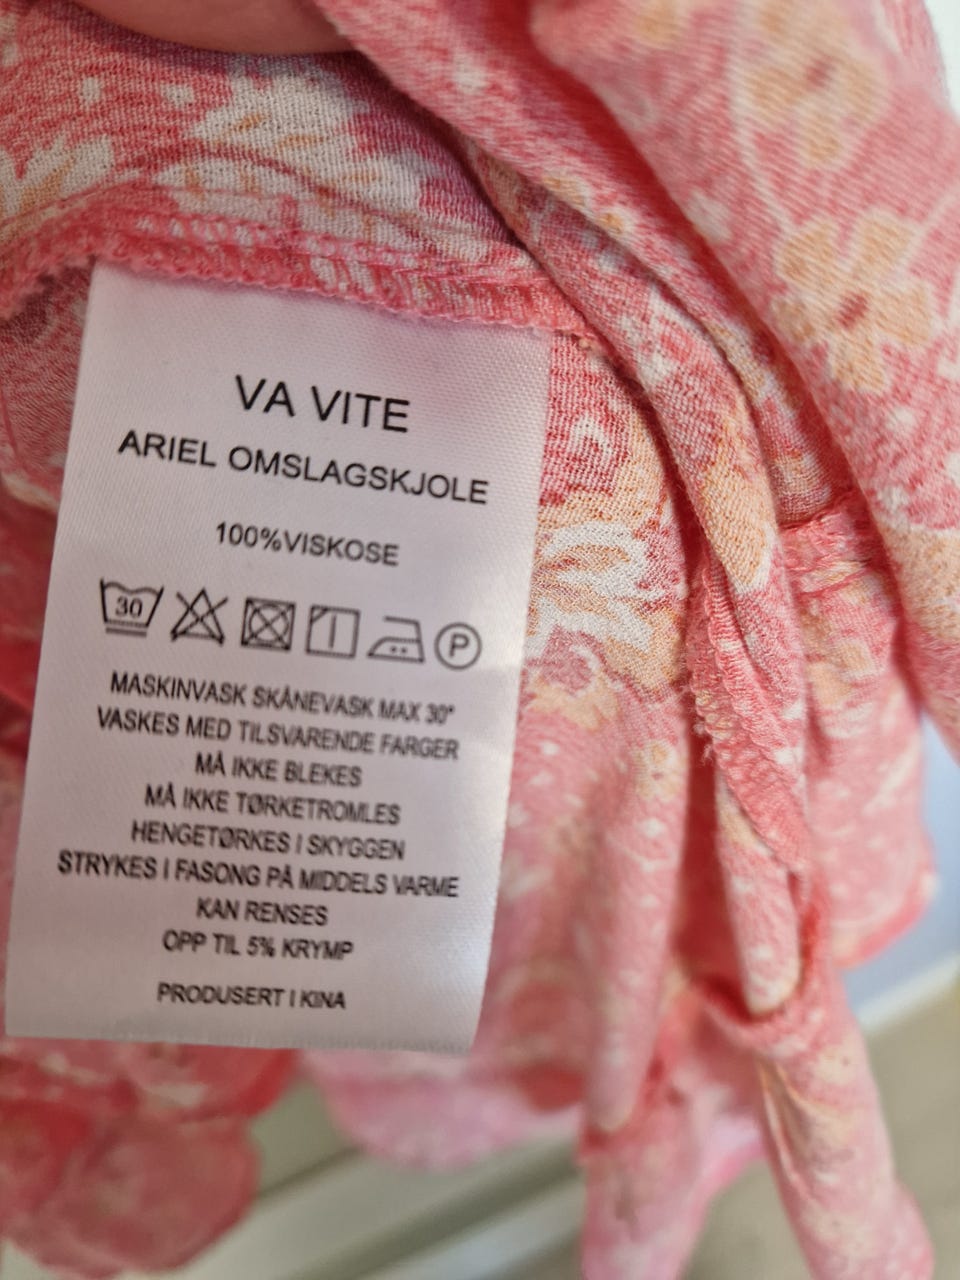 VA VITE
ARIEL OMSLAGSKJOLE
100%VISKOSE
30 P
MASKINVASK SKÅNEVASK MAX 30°
VASKES MED TILSVARENDE FARGER
MÅ IKKE BLEKES
MÅ IKKE TØRKETROMLES
HENGETØRKES I SKYGGEN
STRYKES I FASONG PÅ MIDDELS VARME
KAN RENSES
OPP TIL 5% KRYMP
PRODUSERT I KINA